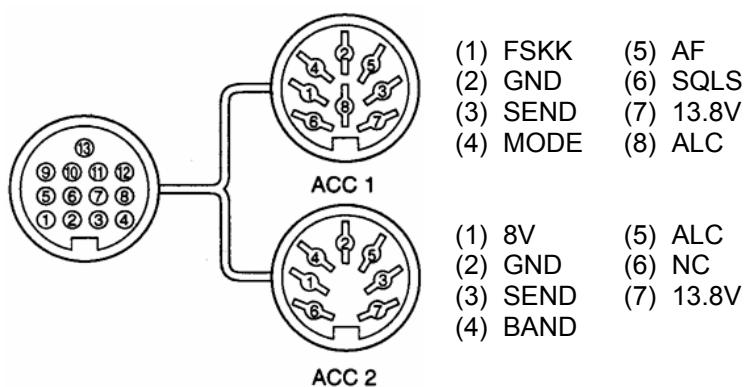 (1) FSKK (5) AF
(2) GND (6) SQLS
(3) SEND (7) 13.8V
(4) MODE (8) ALC
2
4 5
1 3
8
6 7
ACC 1
13
9 10 11 12
5 6 7 8
1 2 3 4
(1) 8V (5) ALC
(2) GND (6) NC
(3) SEND (7) 13.8V
(4) BAND
2
4 5
1 3
6 7
ACC 2